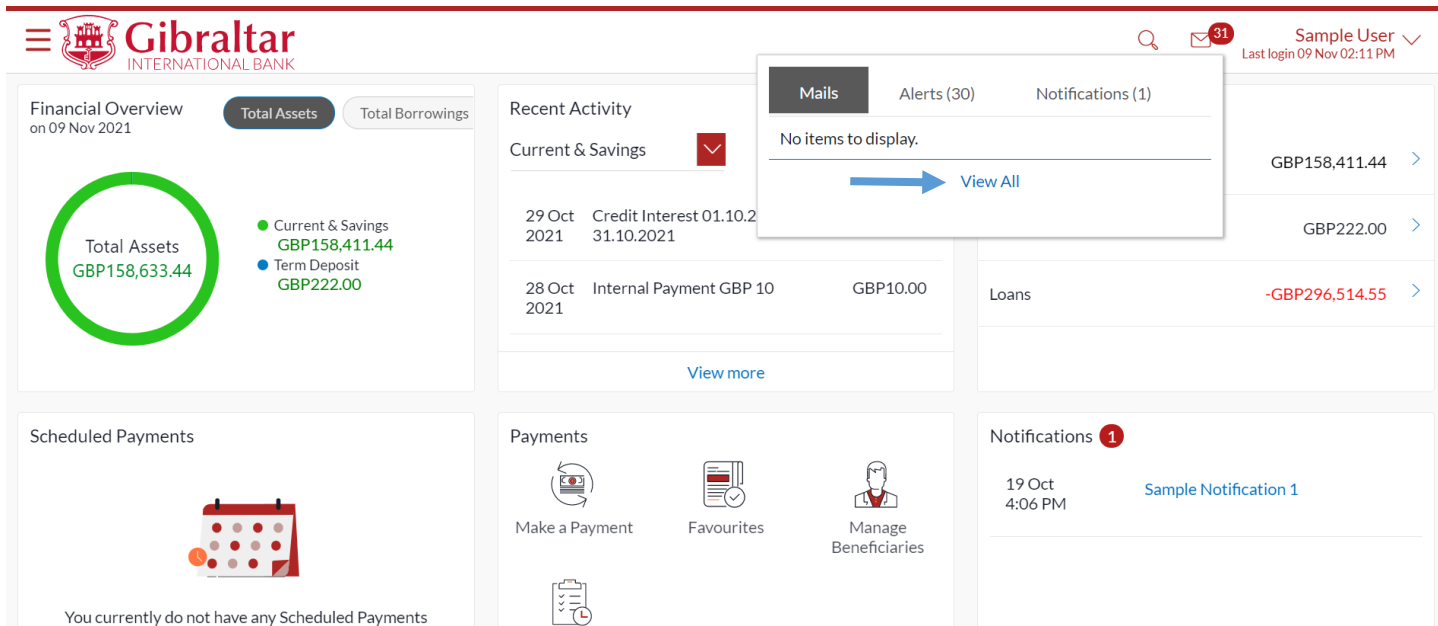 Gibraltar
INTERNATIONAL BANK
31
Sample User
Last login 09 Nov 02:11 PM
Mails
Alerts (30)
Notifications (1)
No items to display.
View All
Financial Overview
on 09 Nov 2021
Total Assets
Total Borrowings
Total Assets
GBP158,633.44
Current & Savings
GBP158,411.44
Term Deposit
GBP222.00
Recent Activity
Current & Savings
29 Oct
2021
Credit Interest 01.10.2
31.10.2021
28 Oct
2021
Internal Payment GBP 10
GBP10.00
View more
GBP158,411.44
GBP222.00
Loans
-GBP296,514.55
Scheduled Payments
You currently do not have any Scheduled Payments
Payments
Make a Payment
Favourites
Manage
Beneficiaries
Notifications 1
19 Oct
4:06 PM
Sample Notification 1